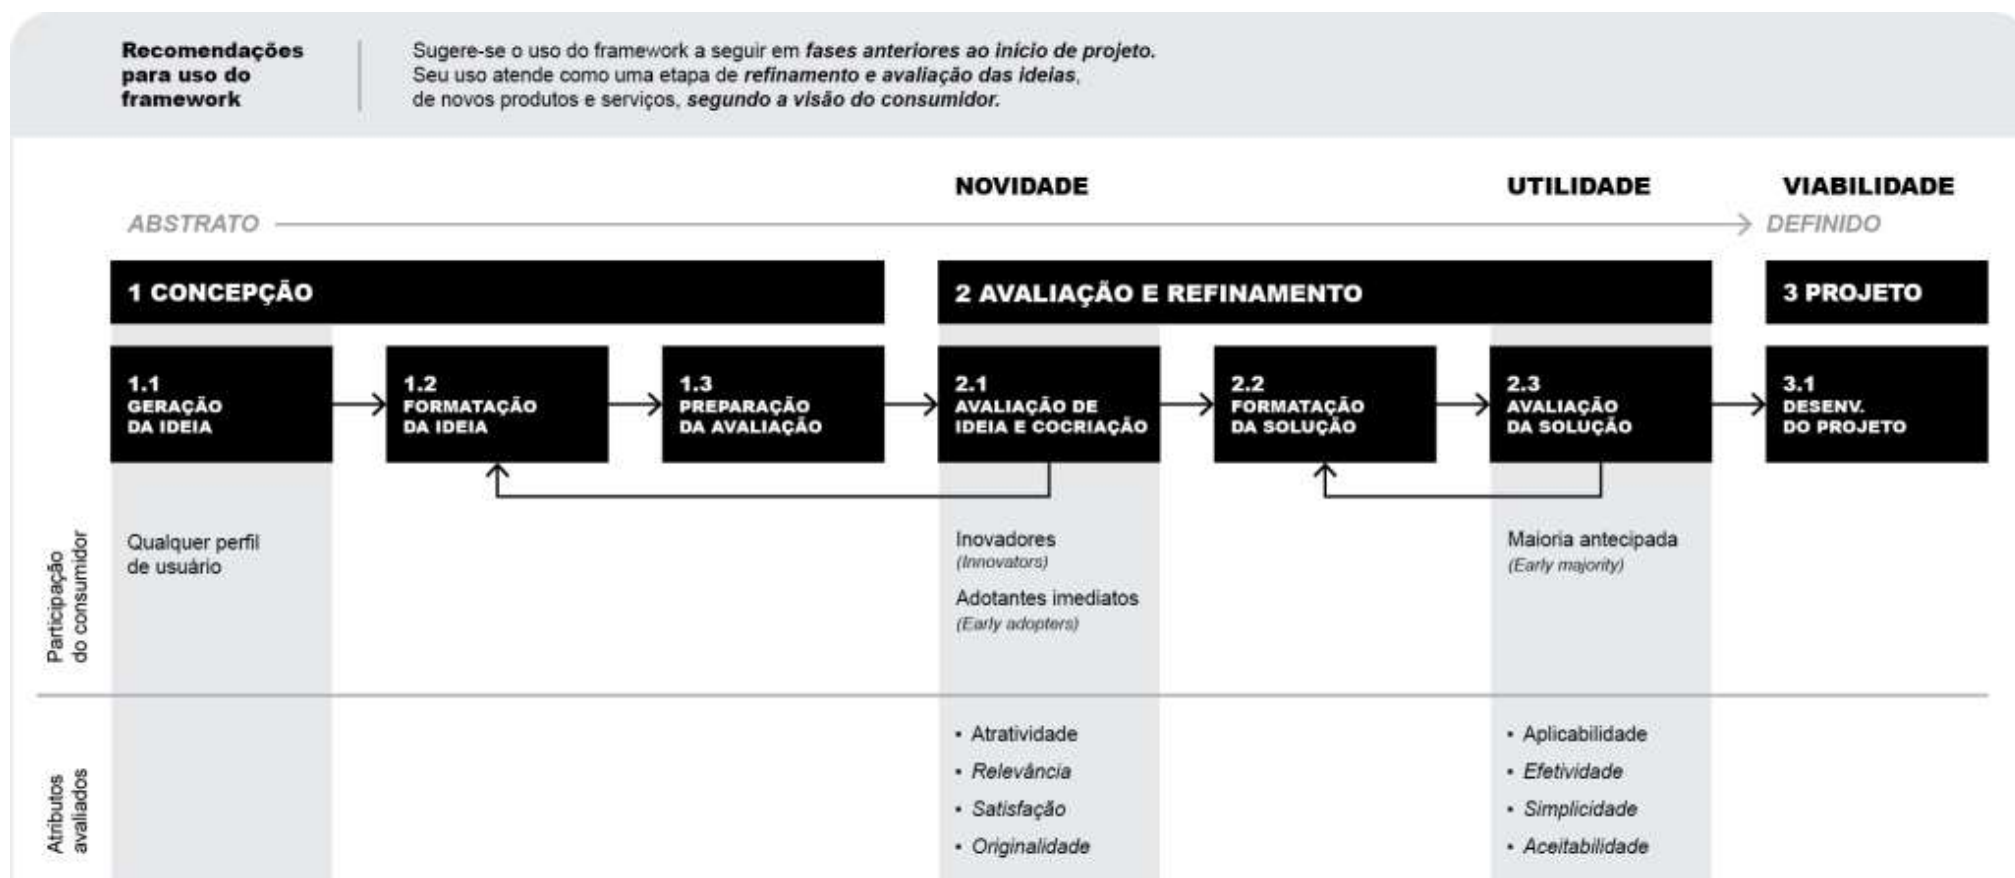 Recomendações
para uso do
framework
Sugere-se o uso do framework a seguir em fases anteriores ao início de projeto.
Seu uso atende como uma etapa de refinamento e avaliação das ideias,
de novos produtos e serviços, segundo a visão do consumidor.
NOVIDADE
UTILIDADE
VIABILIDADE
ABSTRATO
DEFINIDO
1 CONCEPÇÃO
2 AVALIAÇÃO E REFINAMENTO
3 PROJETO
1.1
GERAÇÃO
DA IDEIA
1.2
FORMATAÇÃO
DA IDEIA
1.3
PREPARAÇÃO
DA AVALIAÇÃO
2.1
AVALIAÇÃO DE
IDEIA E COCRIAÇÃO
2.2
FORMATAÇÃO
DA SOLUÇÃO
2.3
AVALIAÇÃO
DA SOLUÇÃO
3.1
DESENV.
DO PROJETO
Participação
do consumidor
Qualquer perfil
de usuário
Inovadores
(Innovators)
Adotantes imediatos
(Early adopters)
Maioria antecipada
(Early majority)
Atributos
avaliados
• Atratividade
• Relevância
• Satisfação
• Originalidade
• Aplicabilidade
• Efetividade
• Simplicidade
• Aceitabilidade